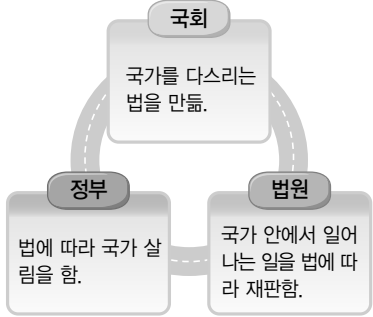 국회
국가를 다스리는
법을 만듦.
정부
법에 따라 국가 살
림을 함.
법원
국가 안에서 일어
나는 일을 법에 따
라 재판함.